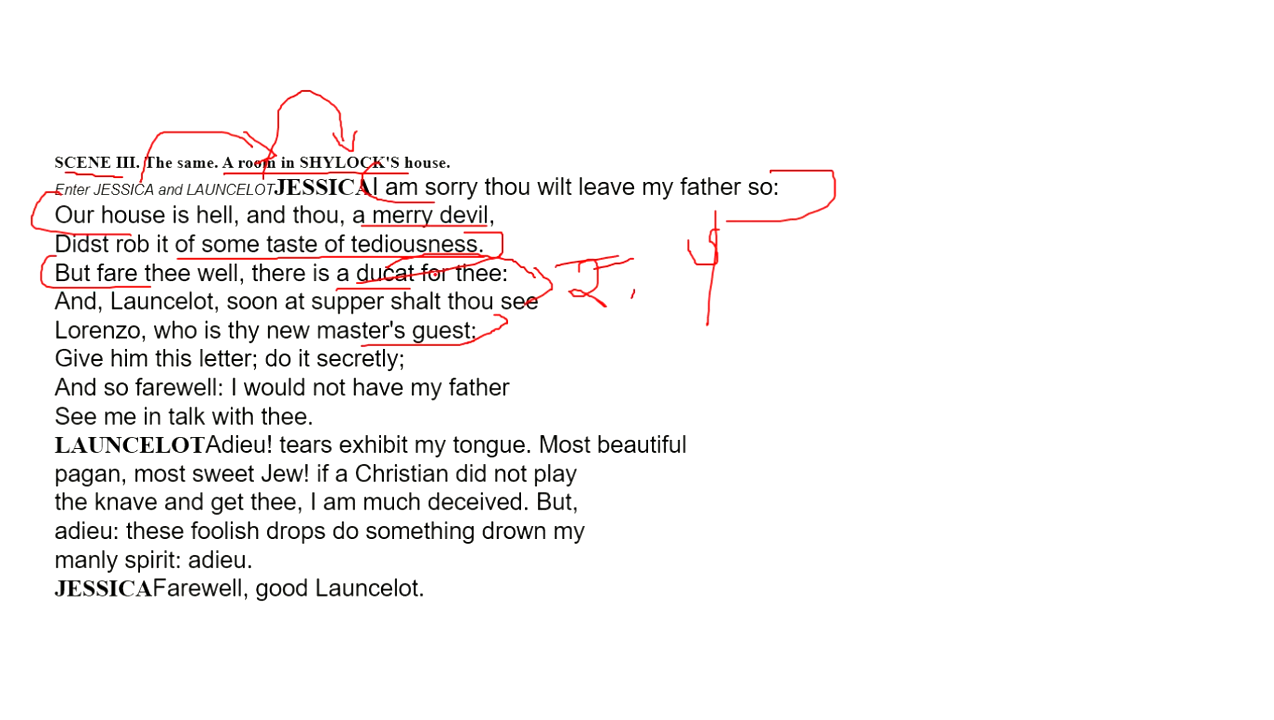 SCENE III. The same. A room in SHYLOCK'S house.
Enter JESSICA and LAUNCELOTJESSICAI am sorry thou wilt leave my father so:
Our house is hell, and thou, a merry devil,
Didst rob it of some taste of tediousness.
But fare thee well, there is a ducat for thee:
And, Launcelot, soon at supper shalt thou see
Lorenzo, who is thy new master's guest:
Give him this letter; do it secretly;
And so farewell: I would not have my father
See me in talk with thee.
LAUNCELOTAdieu! tears exhibit my tongue. Most beautiful
pagan, most sweet Jew! if a Christian did not play
the knave and get thee, I am much deceived. But,
adieu: these foolish drops do something drown my
manly spirit: adieu.
JESSICAFarewell, good Launcelot.